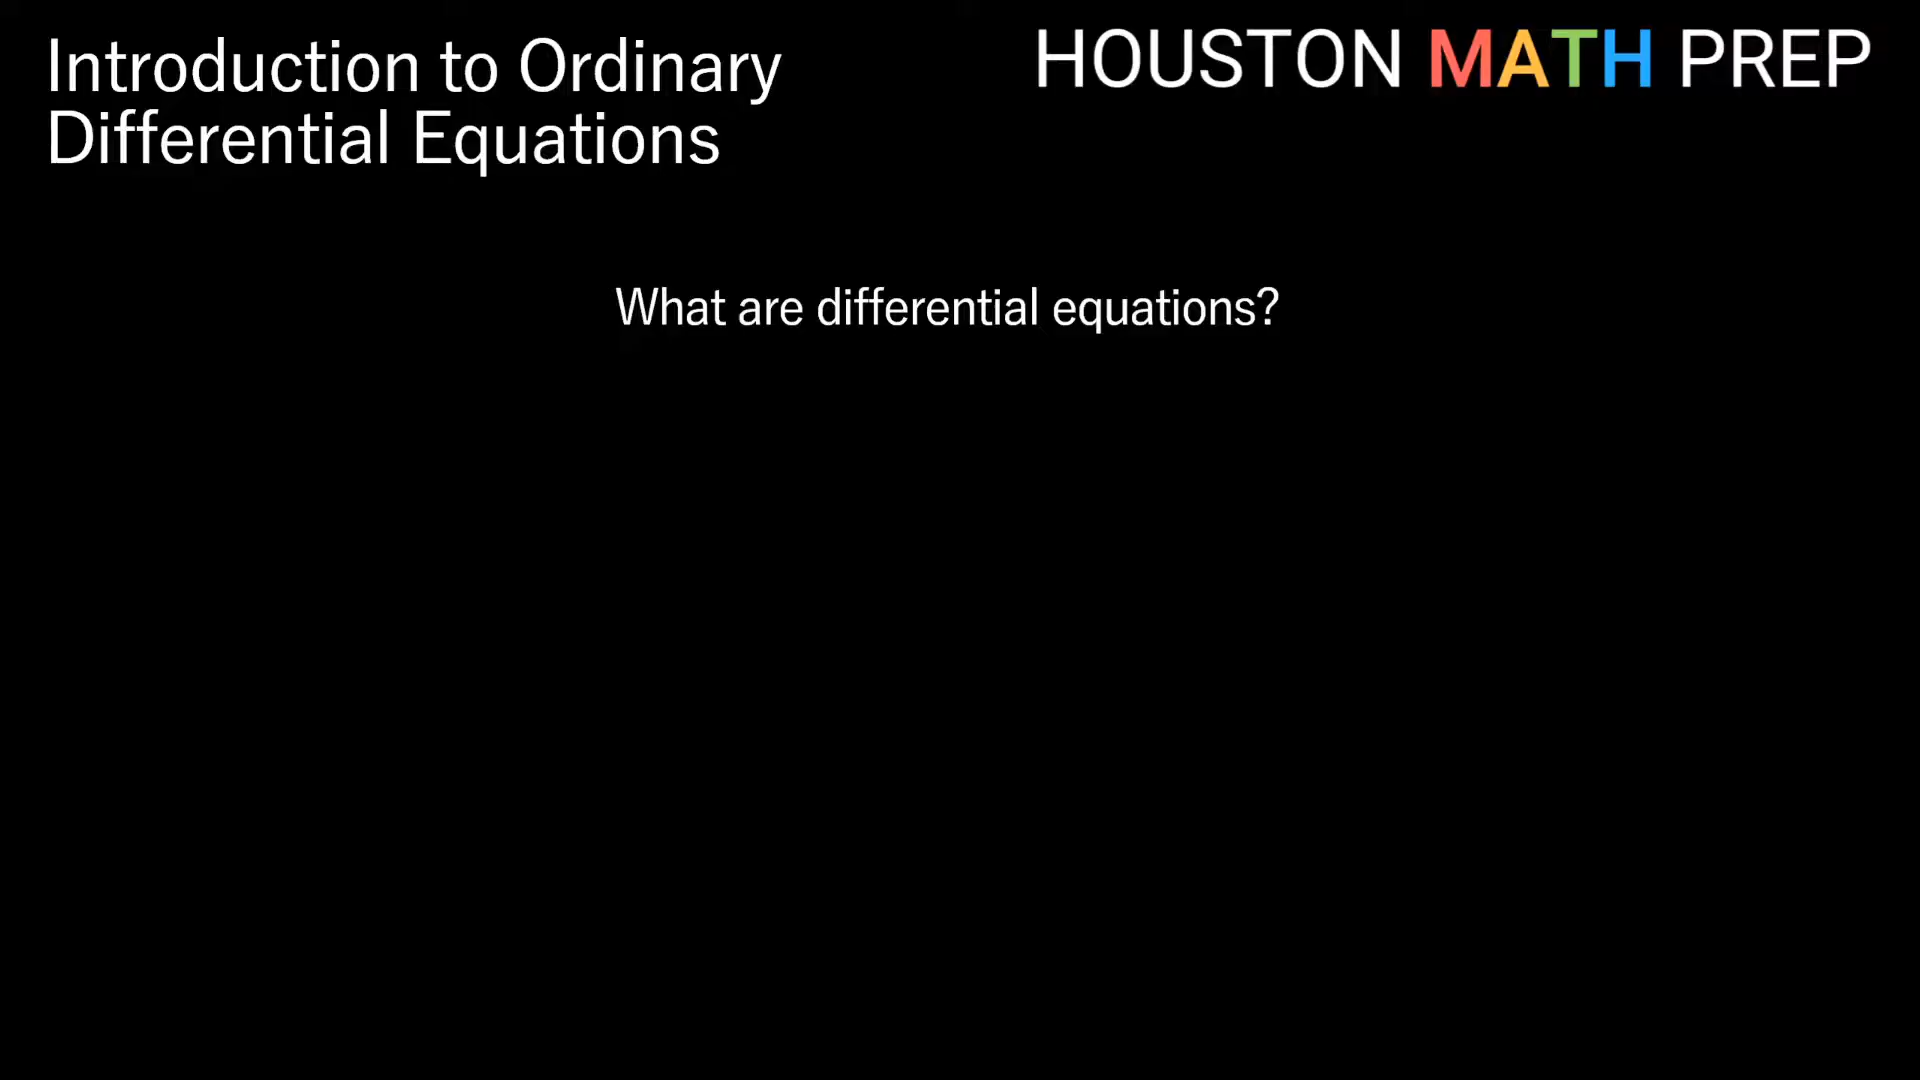 Introduction to Ordinary
Differential Equations
HOUSTON MATH PREP
What are differential equations?